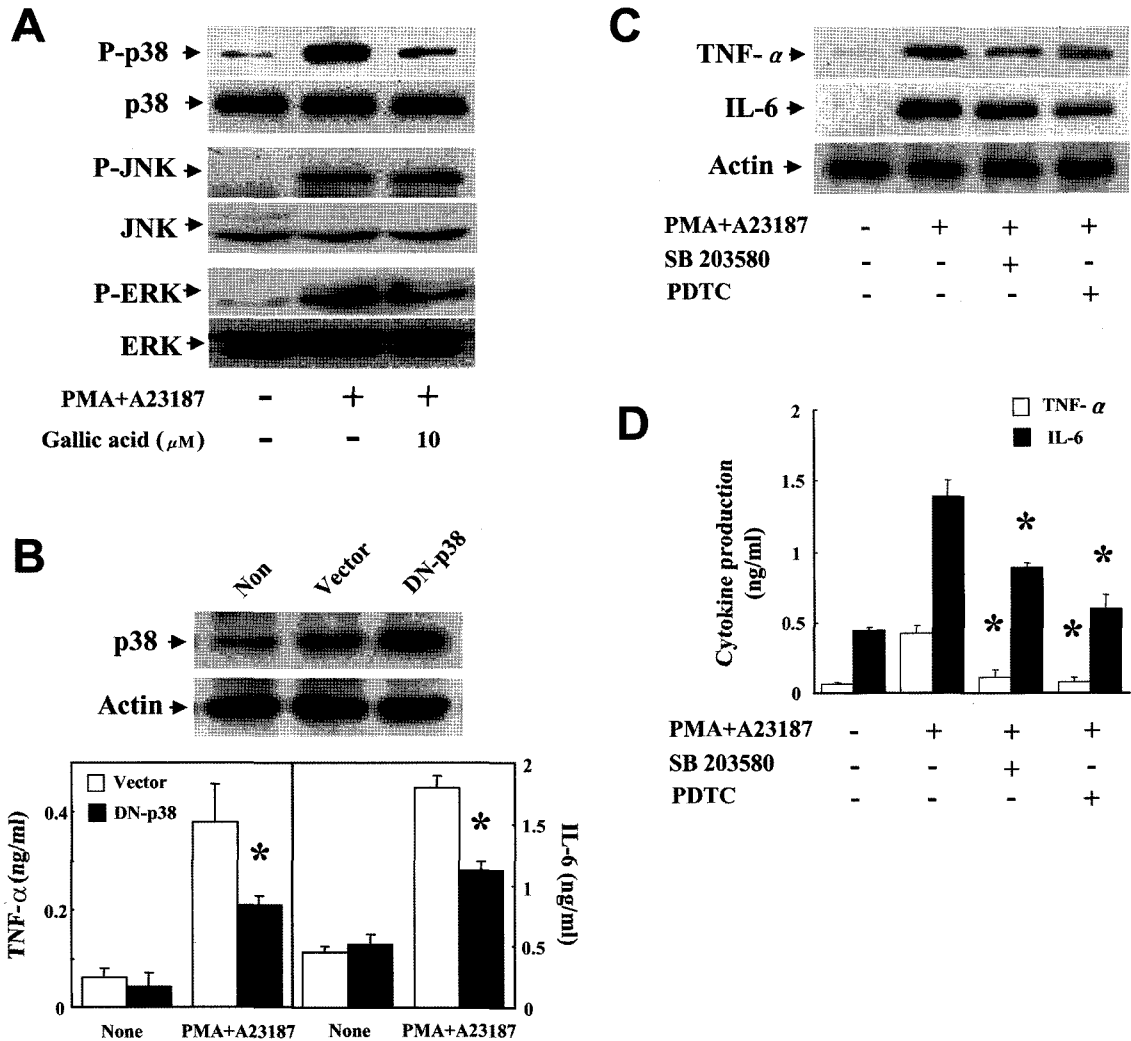 A
P-p38
p38
P-JNK
JNK
P-ERK
ERK
PMA+A23187 - + +
Gallic acid (μM) - - 10
B
Non Vector DN-p38
p38
Actin
Vector
DN-p38
TNF-α (ng/ml)
0.4
0.2
0
IL-6 (ng/ml)
2
1.5
1
0.5
0
None PMA+A23187 None PMA+A23187
* *
C
TNF-α
IL-6
Actin
PMA+A23187 - + + +
SB 203580 - - + -
PDTC - - - +
D
TNF-α
IL-6
Cytokine production
(ng/ml)
2
1.5
1
0.5
0
* * * *
PMA+A23187 - + + +
SB 203580 - - + -
PDTC - - - +